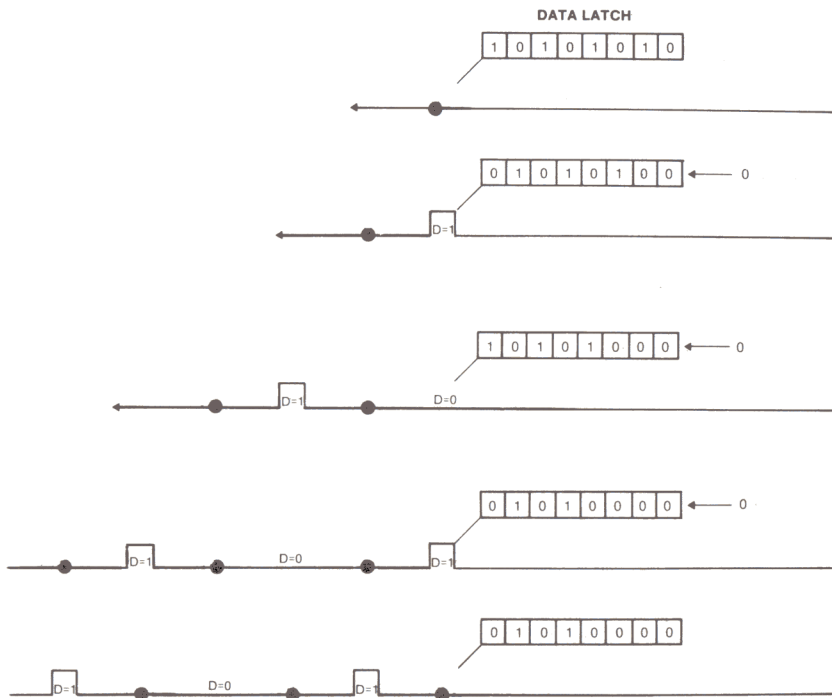 DATA LATCH
1 0 1 0 1 0 1 0
0 1 0 1 0 1 0 0 0
D=1
1 0 1 0 1 0 0 0 0
D=1 D=0
0 1 0 1 0 0 0 0 0
D=1 D=0 D=1
0 1 0 1 0 0 0 0
D=1 D=0 D=1